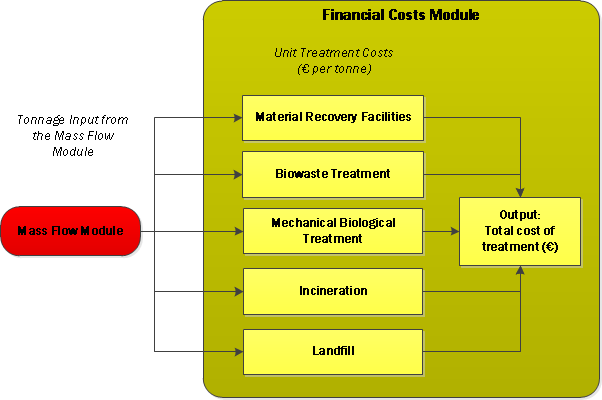 Financial Costs Module
Unit Treatment Costs
(€ per tonne)
Tonnage Input from
the Mass Flow
Module
Mass Flow Module
Material Recovery Facilities
Biowaste Treatment
Mechanical Biological
Treatment
Incineration
Landfill
Output:
Total cost of
treatment (€)